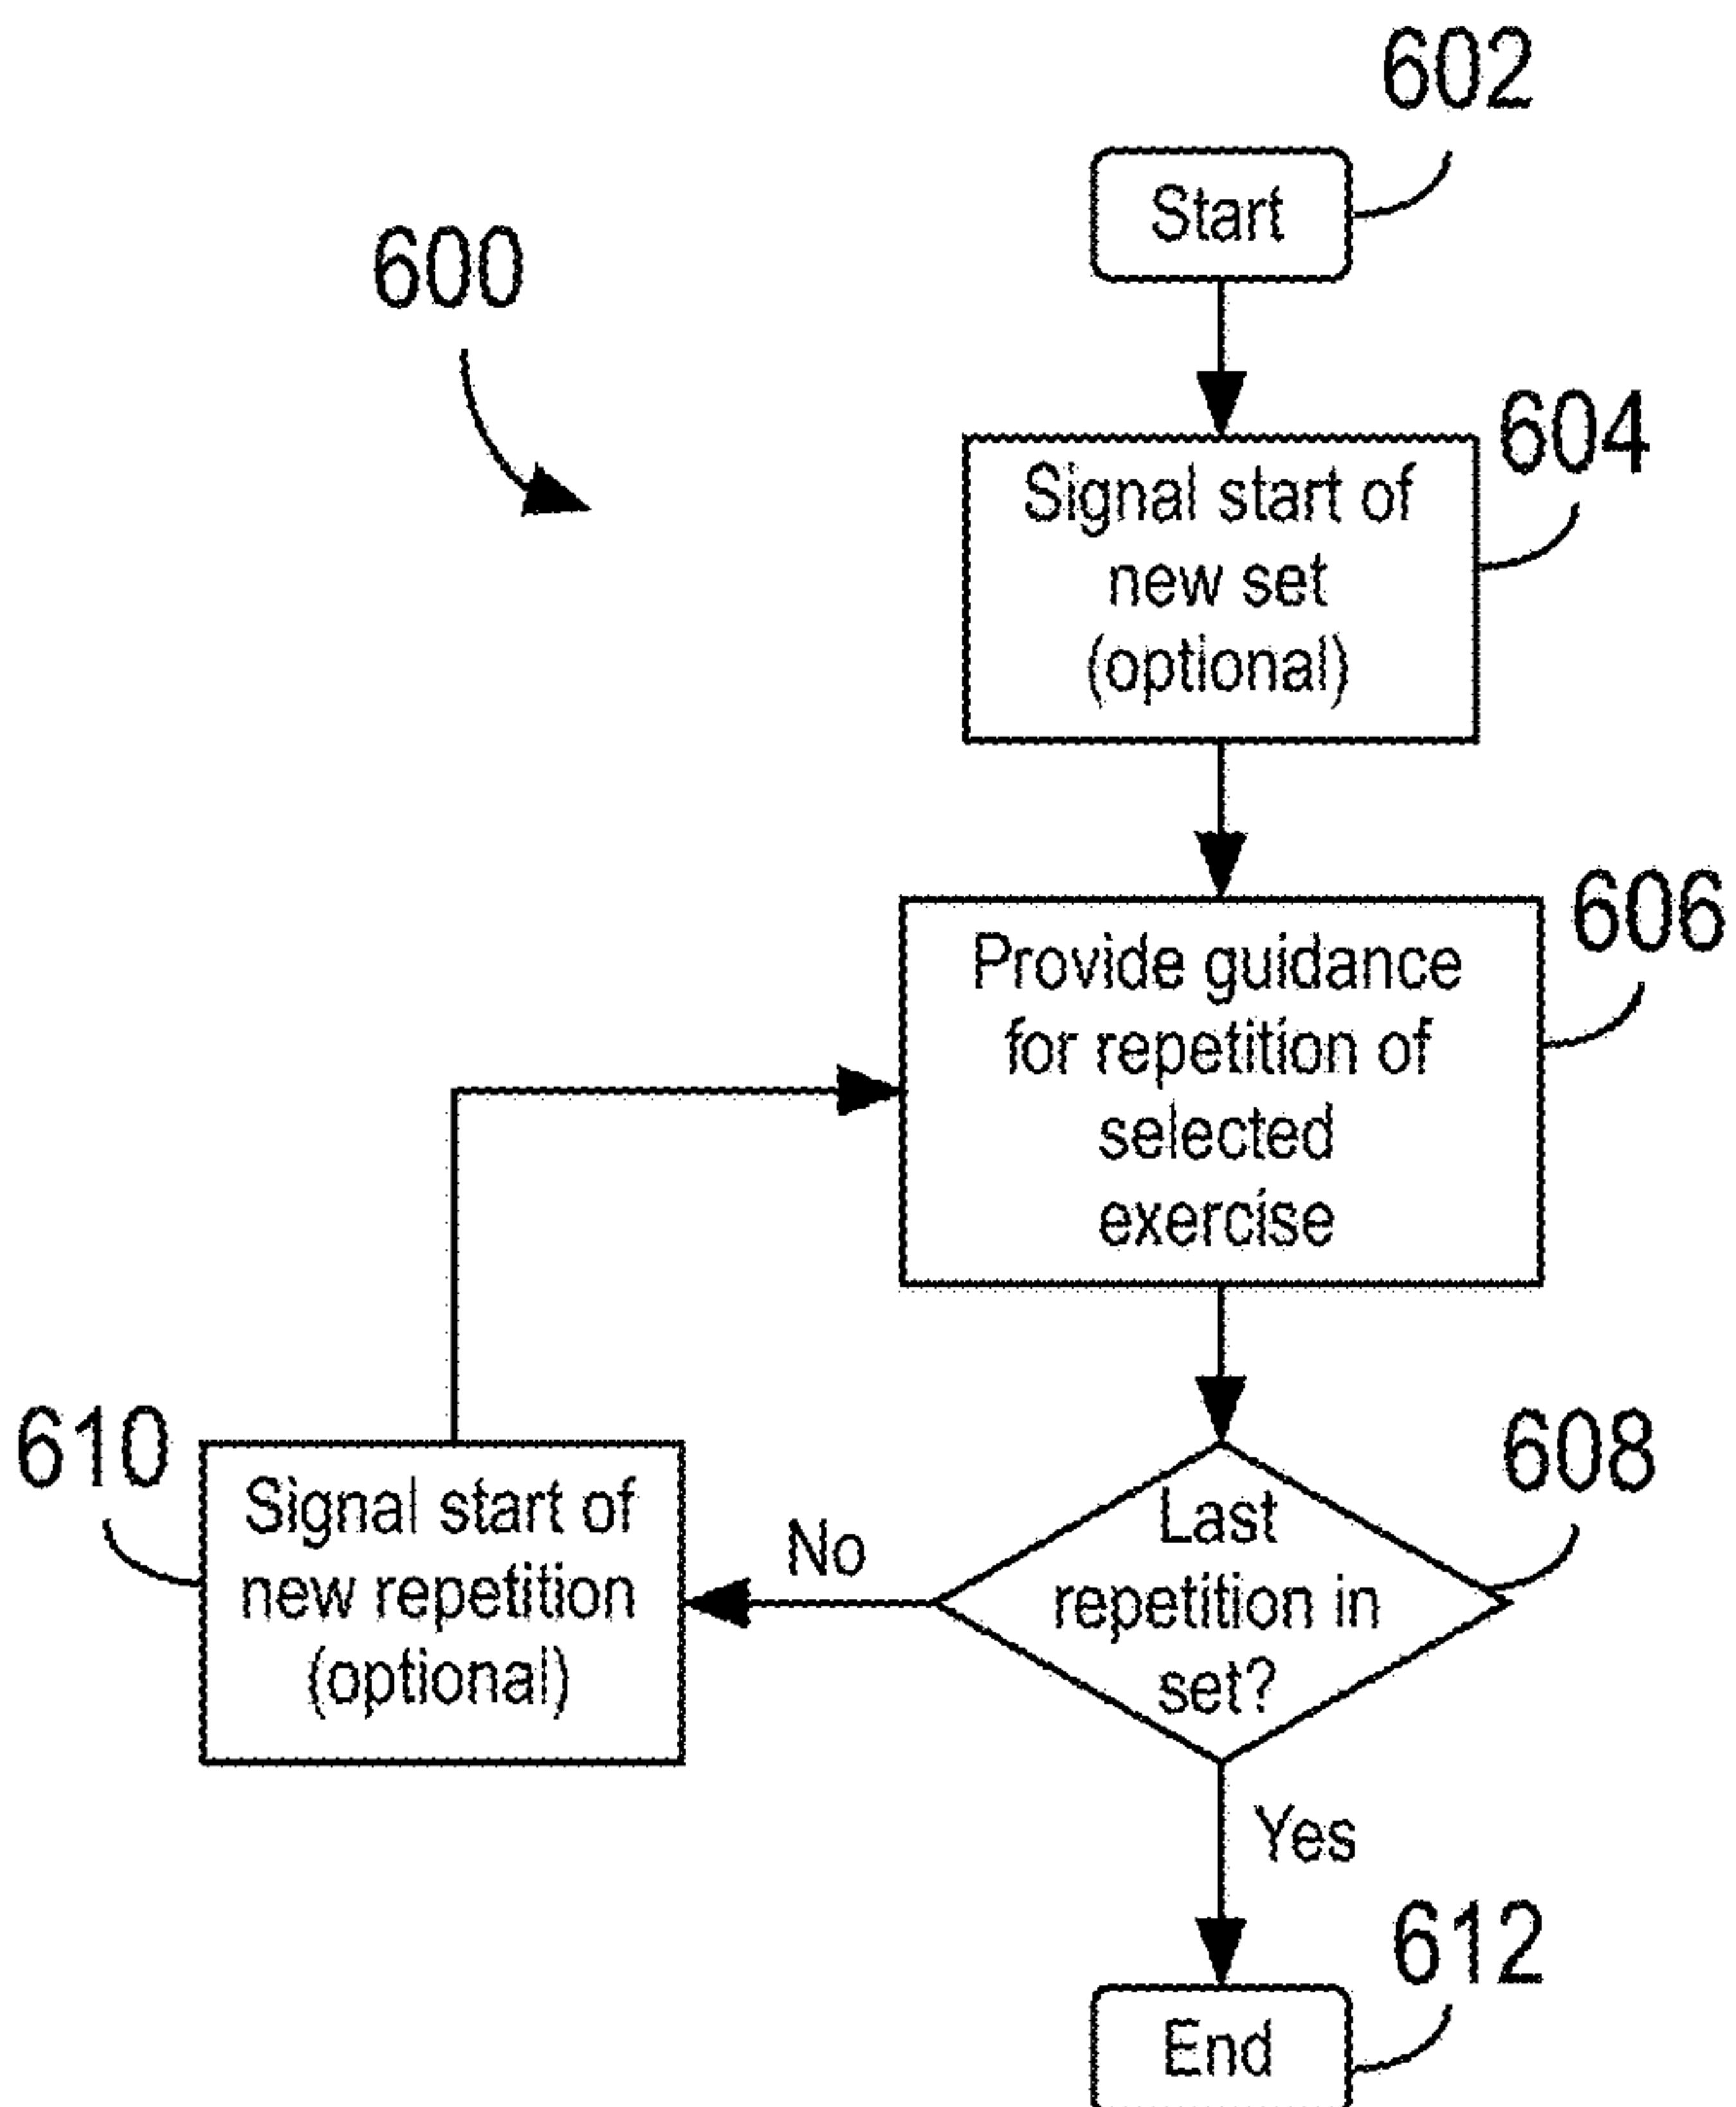 602
Start
600
604
Signal start of
new set
(optional)
606
Provide guidance
for repetition of
selected
exercise
610
Signal start of
new repetition
(optional)
No
608
Last
repetition in
set?
Yes
612
End